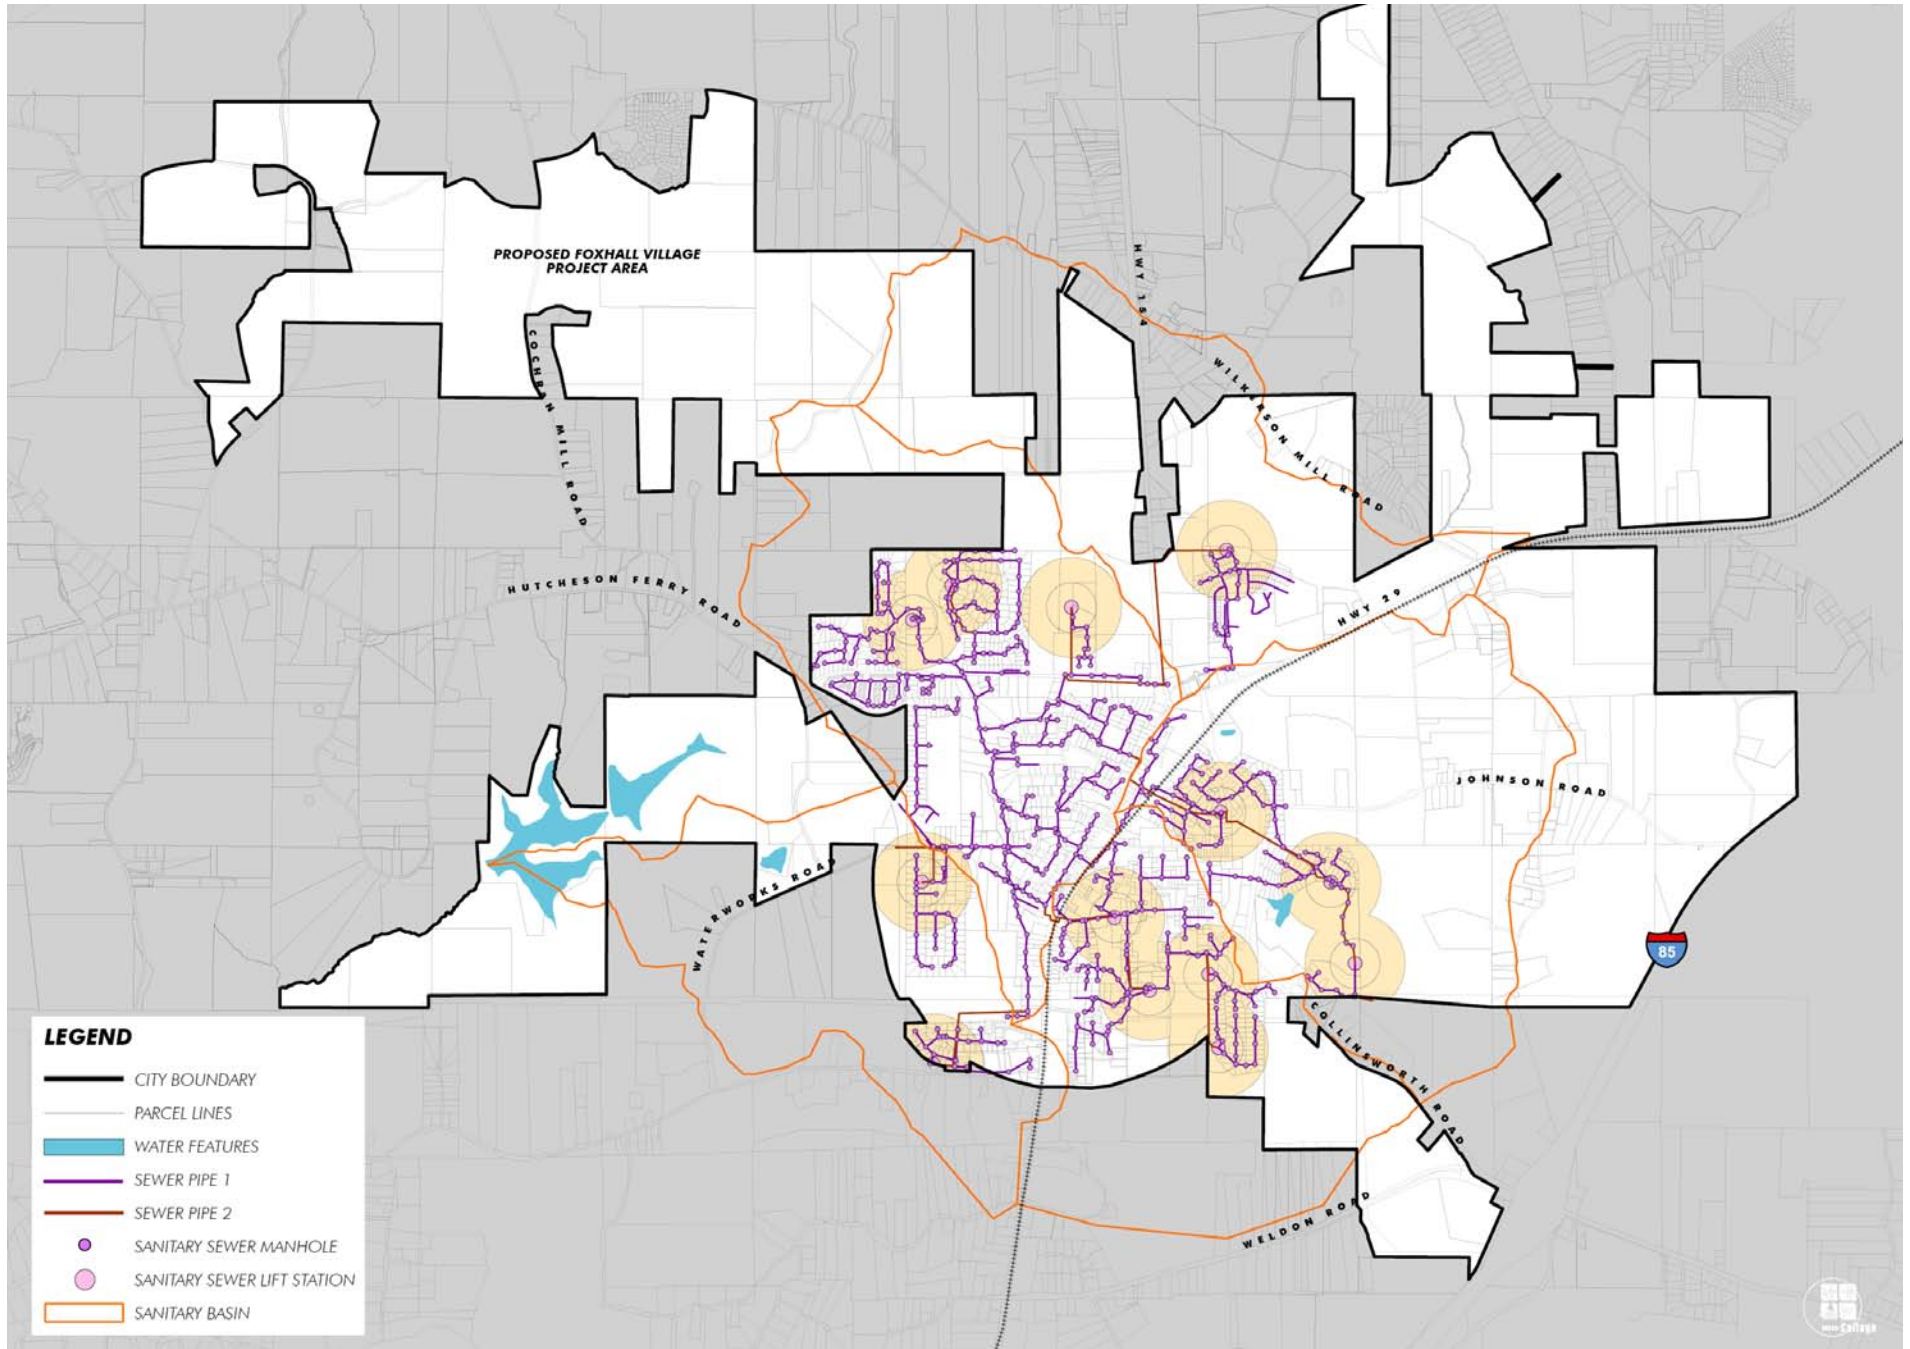 PROPOSED FOXHALL VILLAGE
PROJECT AREA
HWY 154
WILKERSON MILL ROAD
COCHRAN MILL ROAD
HUTCHESON FERRY ROAD
HWY 29
JOHNSON ROAD
WATERWORKS ROAD
85
COLLINSWORTH ROAD
WELDON ROAD
LEGEND
CITY BOUNDARY
PARCEL LINES
WATER FEATURES
SEWER PIPE 1
SEWER PIPE 2
SANITARY SEWER MANHOLE
SANITARY SEWER LIFT STATION
SANITARY BASIN
Collage